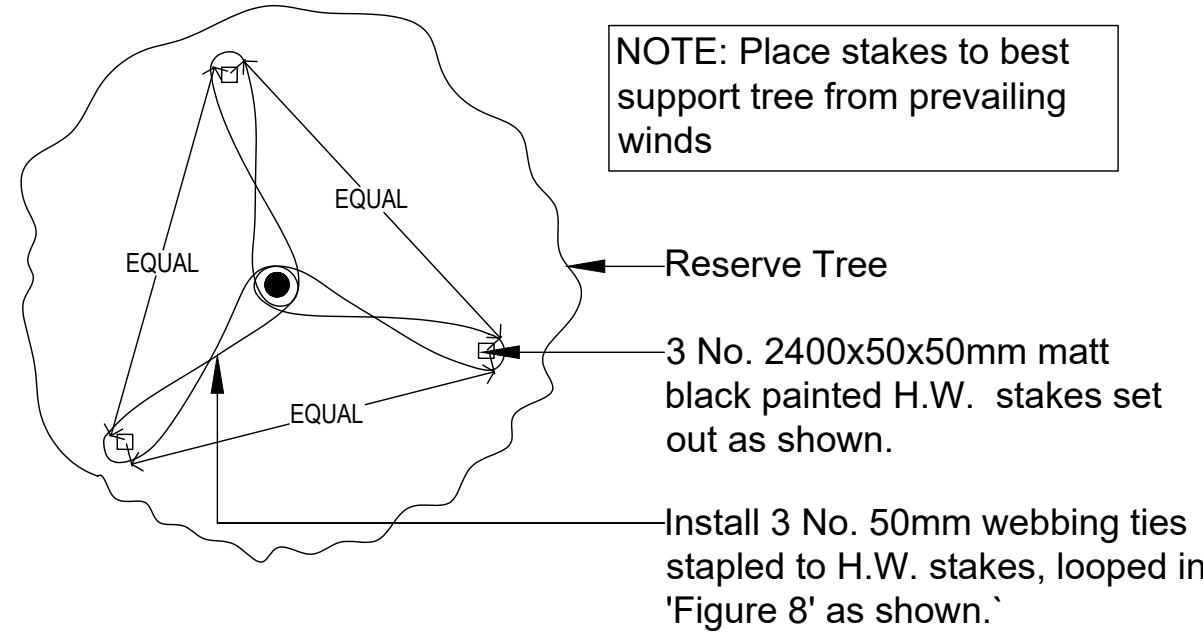 NOTE: Place stakes to best
support tree from prevailing
winds
EQUAL
EQUAL
EQUAL
Reserve Tree
3 No. 2400x50x50mm matt
black painted H.W. stakes set
out as shown.
Install 3 No. 50mm webbing ties
stapled to H.W. stakes, looped in
'Figure 8' as shown.`